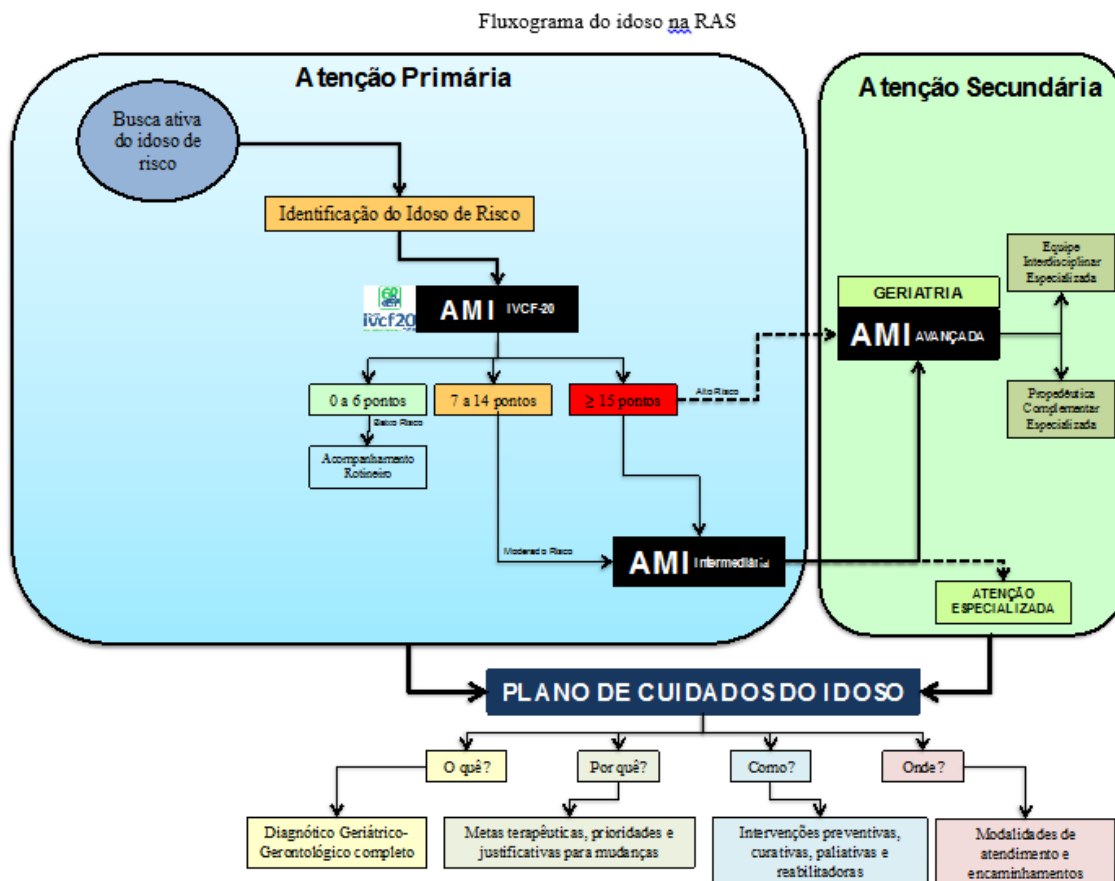 Fluxograma do idoso na RAS
Atenção Primária
Busca ativa
do idoso de
risco
Identificação do Idoso de Risco
ivcf20
AMI IVCF-20
0 a 6 pontos
7 a 14 pontos
≥ 15 pontos
Baixo Risco
Acompanhamento
Rotineiro
Alto Risco
Moderado Risco
AMI Intermediária
Atenção Secundária
GERIATRIA
AMI AVANÇADA
Equipe
Interdisciplinar
Especializada
Propedêutica
Complementar
Especializada
ATENÇÃO
ESPECIALIZADA
PLANO DE CUIDADOS DO IDOSO
O quê?
Por quê?
Como?
Onde?
Diagnótico Geriátrico-
Gerontológico completo
Metas terapêuticas, prioridades e
justificativas para mudanças
Intervenções preventivas,
curativas, paliativas e
reabilitadoras
Modalidades de
atendimento e
encaminhamentos